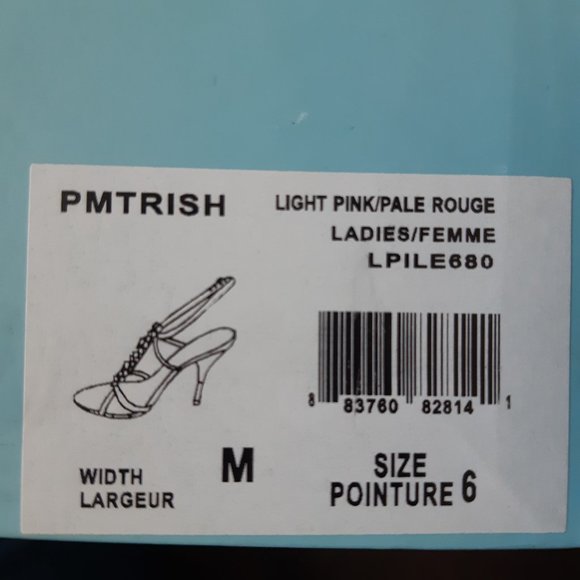 PMTRISH
LIGHT PINK/PALE ROUGE
LADIES/FEMME
LPILE680
8 83760 82814 1
WIDTH
LARGEUR
M
SIZE
POINTURE 6